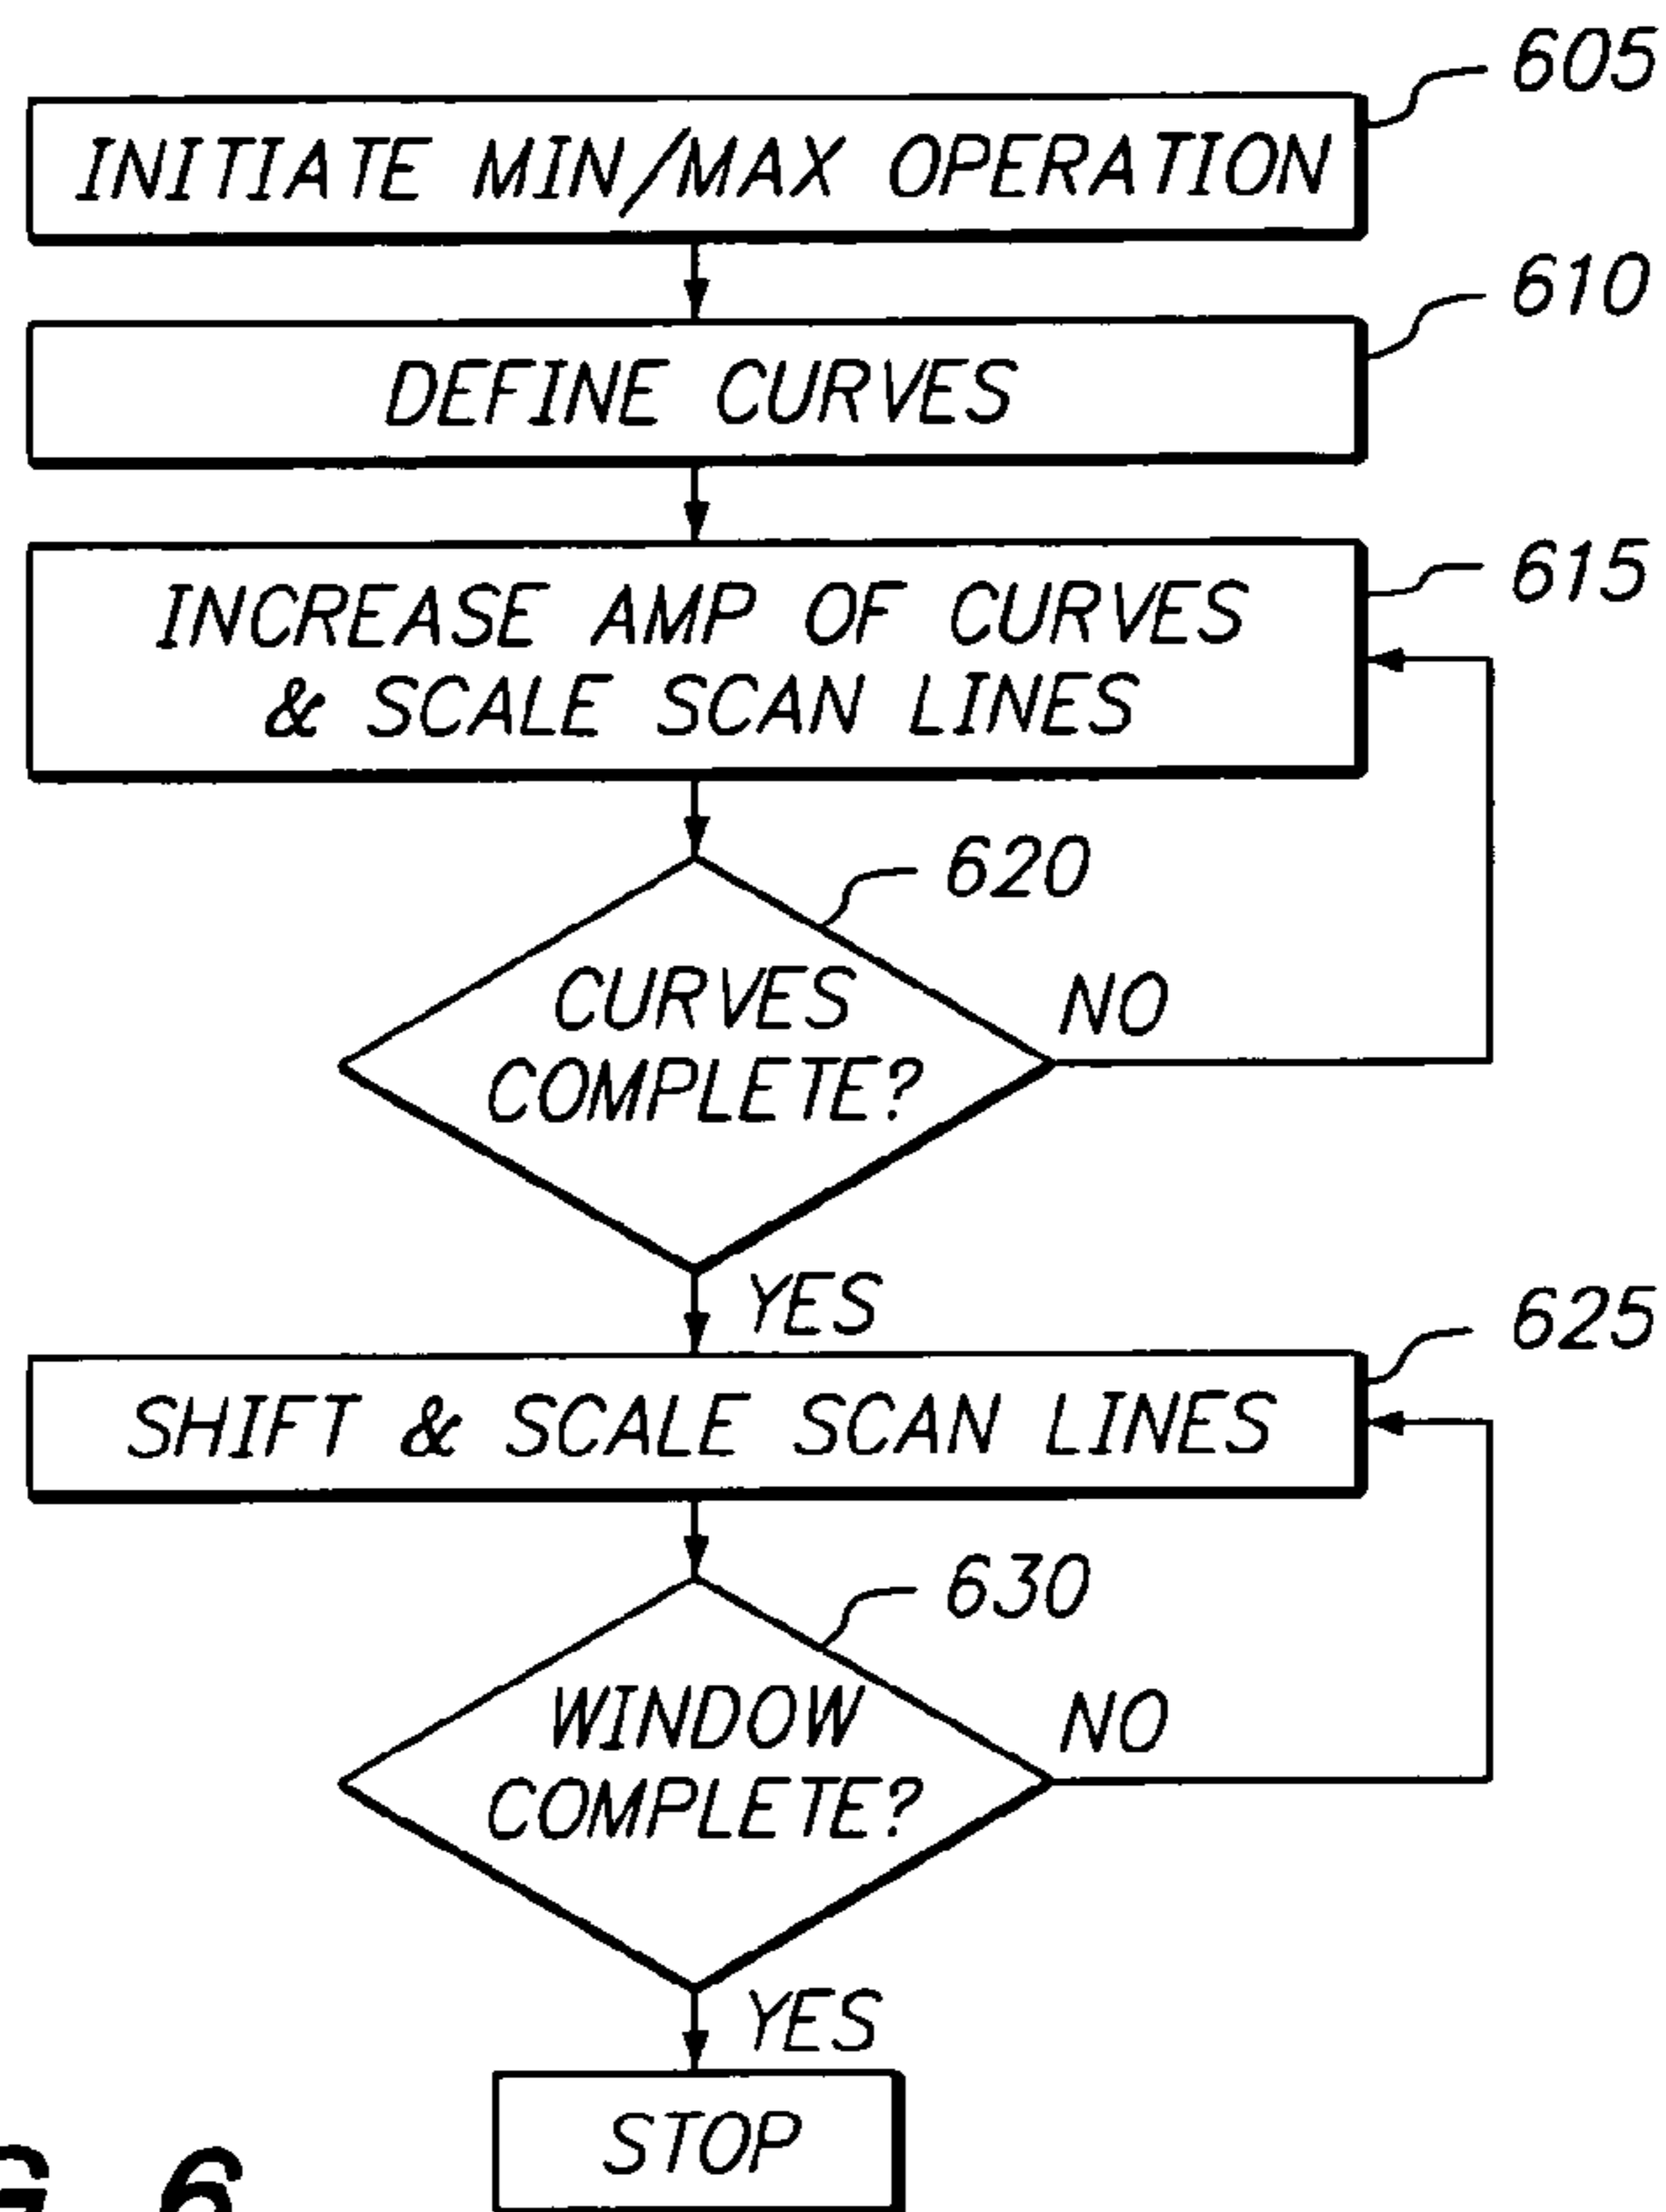 605
INITIATE MIN/MAX OPERATION
610
DEFINE CURVES
615
INCREASE AMP OF CURVES
& SCALE SCAN LINES
620
CURVES
COMPLETE?
NO
YES
625
SHIFT & SCALE SCAN LINES
630
WINDOW
COMPLETE?
NO
YES
STOP
6